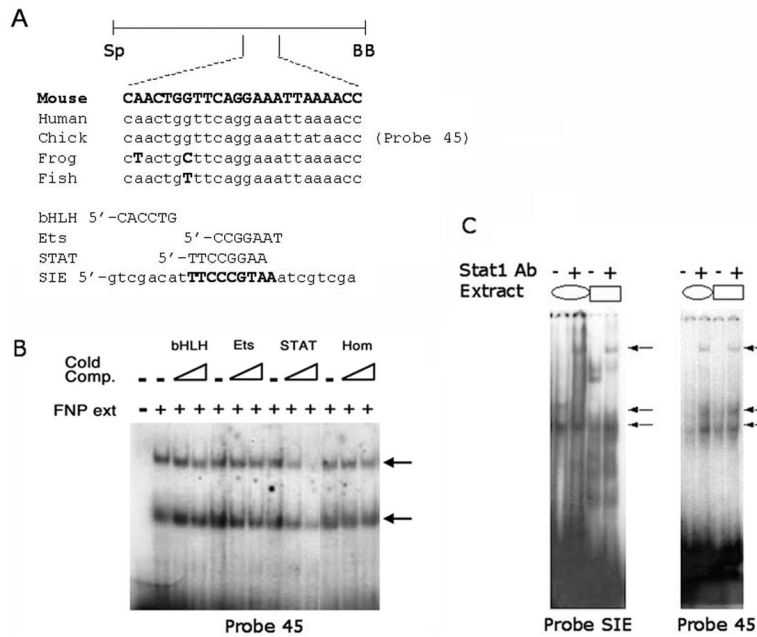 A
Sp BB
Mouse CAACTGGTTCAGGAAATTAAAACC
Human caactggttcaggaaattaaaacc
Chick caactggttcaggaaattataacc (Probe 45)
Frog cTactgCttcaggaaattaaaacc
Fish caactgTttcaggaaattaaaacc
bHLH 5'-CACCTG
Ets 5'-CCGGAAT
STAT 5'-TTCCGGAA
SIE 5'-gtcgacatTTCCCGTAAatcgtcga
B
bHLH Ets STAT Hom
Cold
Comp. - - - - -
FNP ext - + + + + + + + + + + + +
Probe 45
C
Stat1 Ab - + - + - + - +
Extract
Probe SIE Probe 45